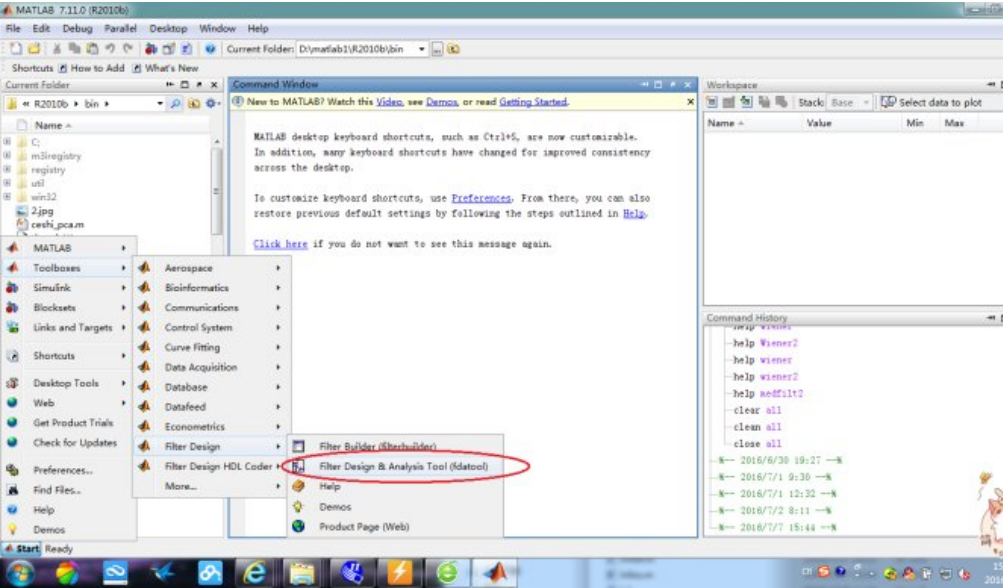 MATLAB 7.11.0 (R2010b)
File Edit Debug Parallel Desktop Window Help
Current Folder: D:\matlab1\R2010b\bin
Shortcuts How to Add What's New
Current Folder
« R2010b ▸ bin ▸
Name
C;
m3iregistry
registry
util
win32
2.jpg
ceshi_pca.m
MATLAB
Toolboxes
Simulink
Blocksets
Links and Targets
Shortcuts
Desktop Tools
Web
Get Product Trials
Check for Updates
Preferences...
Find Files...
Help
Demos
Start Ready
Aerospace
Bioinformatics
Communications
Control System
Curve Fitting
Data Acquisition
Database
Datafeed
Econometrics
Filter Design
Filter Design HDL Coder
More...
Filter Builder (filterbuilder)
Filter Design & Analysis Tool (fdatool)
Help
Demos
Product Page (Web)
Command Window
New to MATLAB? Watch this Video, see Demos, or read Getting Started.
MATLAB desktop keyboard shortcuts, such as Ctrl+S, are now customizable.
In addition, many keyboard shortcuts have changed for improved consistency
across the desktop.
To customize keyboard shortcuts, use Preferences. From there, you can also
restore previous default settings by following the steps outlined in Help.
Click here if you do not want to see this message again.
Workspace
Stack: Base Select data to plot
Name Value Min Max
Command History
help wiener
help Wiener2
help wiener
help wiener2
help medfilt2
clear all
clean all
close all
%-- 2016/6/30 19:27 --%
%-- 2016/7/1 9:30 --%
%-- 2016/7/1 12:32 --%
%-- 2016/7/2 8:11 --%
%-- 2016/7/7 15:44 --%
CH